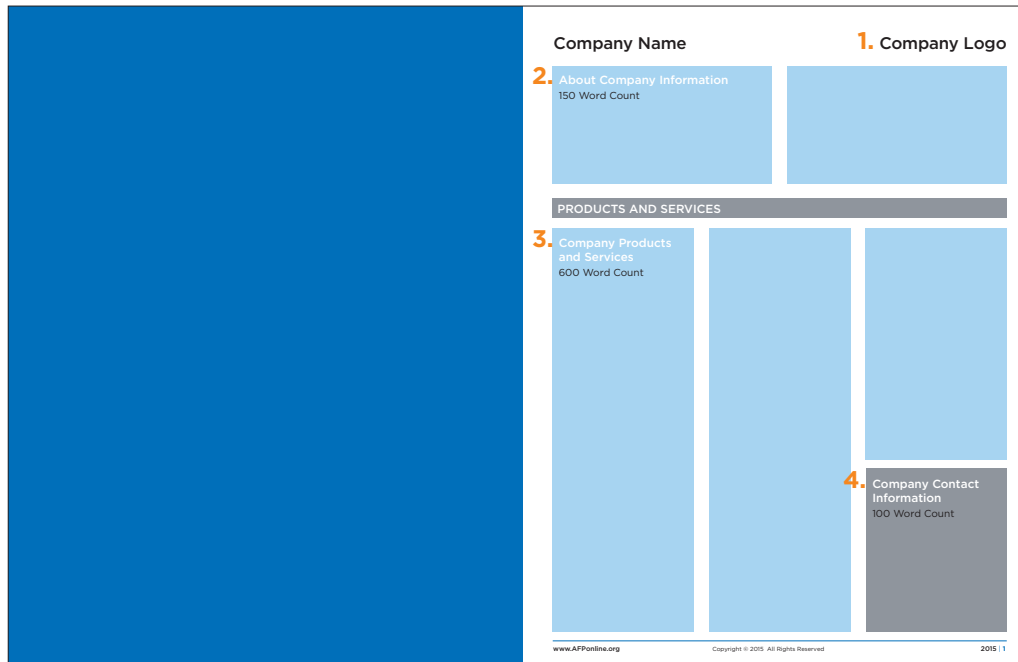 Company Name
1. Company Logo
2. About Company Information
150 Word Count
PRODUCTS AND SERVICES
3. Company Products
and Services
600 Word Count
4. Company Contact
Information
100 Word Count
www.AFPonline.org
Copyright © 2015 All Rights Reserved
2015 | 1